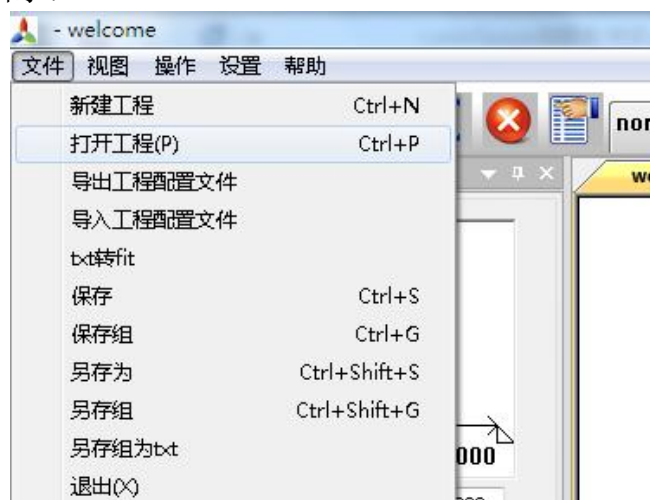 - welcome
文件 视图 操作 设置 帮助
新建工程 Ctrl+N
打开工程(P) Ctrl+P
导出工程配置文件
导入工程配置文件
txt转fit
保存 Ctrl+S
保存组 Ctrl+G
另存为 Ctrl+Shift+S
另存组 Ctrl+Shift+G
另存组为txt
退出(X)
nor
we
000